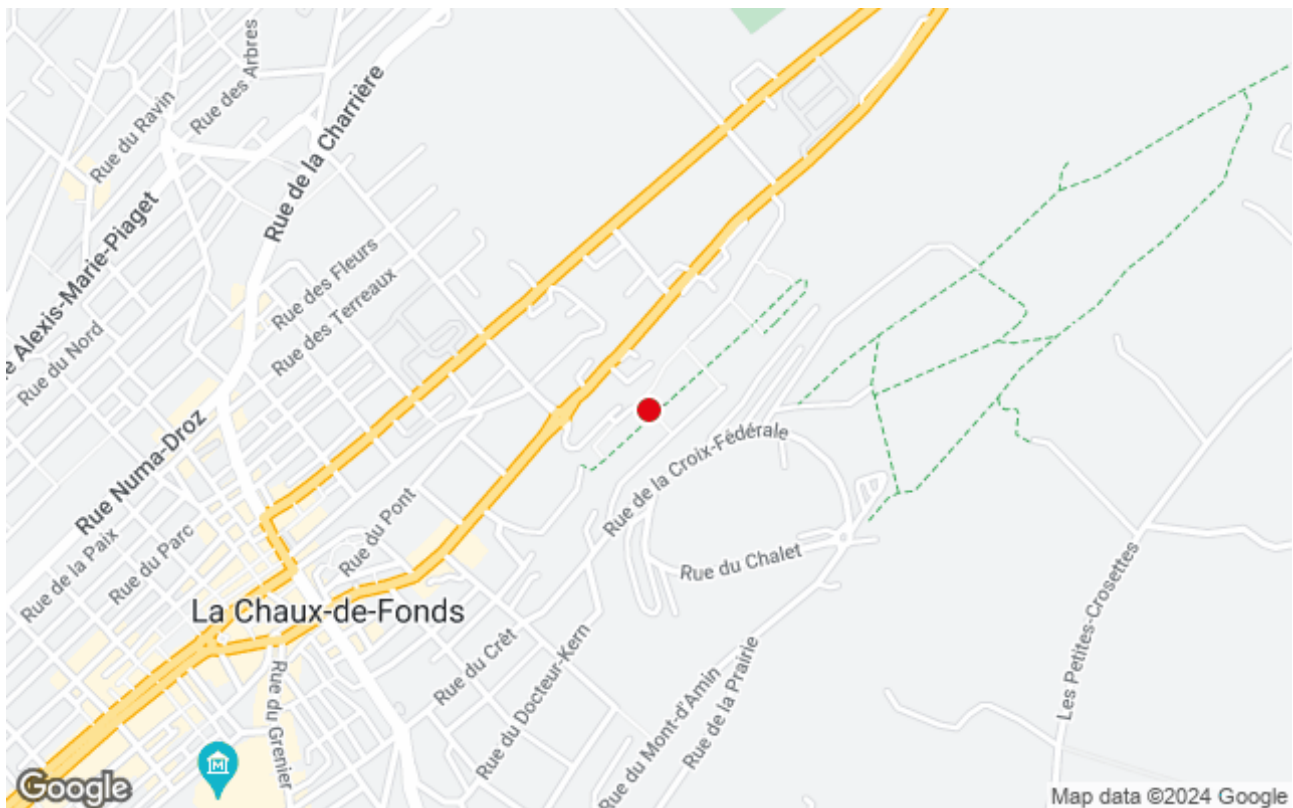 Rue des Arbres
Rue du Ravin
Rue de la Charrière
Alexis-Marie-Piaget
Rue des Fleurs
Rue des Terreaux
Rue du Nord
Rue Numa-Droz
Rue de la Croix-Fédérale
Rue du Pont
Rue de la Paix
Rue du Parc
Rue du Chalet
La Chaux-de-Fonds
Les Petites-Crosettes
Rue du Crêt
Rue du Docteur-Kern
Rue du Grenier
Rue du Mont-d'Amin
Rue de la Prairie
M
Google
Map data ©2024 Google